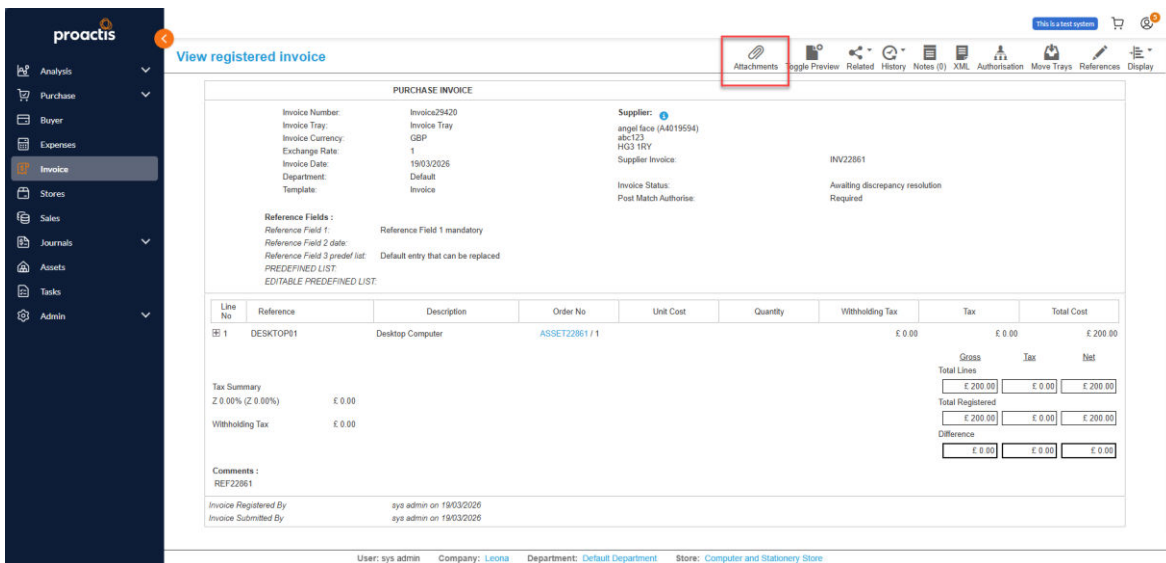 proactis
This is a test system
3
View registered invoice
Attachments Toggle Preview Related History Notes (0) XML Authorisation Move Trays References Display
Analysis
Purchase
Buyer
Expenses
Invoice
Stores
Sales
Journals
Assets
Tasks
Admin
PURCHASE INVOICE
Invoice Number: Invoice29420
Invoice Tray: Invoice Tray
Invoice Currency: GBP
Exchange Rate: 1
Invoice Date: 19/03/2026
Department: Default
Template: Invoice
Supplier:
angel face (A4019594)
abc123
HG3 1RY
Supplier Invoice: INV22861
Invoice Status: Awaiting discrepancy resolution
Post Match Authorise: Required
Reference Fields :
Reference Field 1: Reference Field 1 mandatory
Reference Field 2 date:
Reference Field 3 predef list: Default entry that can be replaced
PREDEFINED LIST:
EDITABLE PREDEFINED LIST:
Line No Reference Description Order No Unit Cost Quantity Withholding Tax Tax Total Cost
1 DESKTOP01 Desktop Computer ASSET22861 / 1 £ 0.00 £ 0.00 £ 200.00
Gross Tax Net
Total Lines
£ 200.00 £ 0.00 £ 200.00
Total Registered
£ 200.00 £ 0.00 £ 200.00
Difference
£ 0.00 £ 0.00 £ 0.00
Tax Summary
Z 0.00% (Z 0.00%) £ 0.00
Withholding Tax £ 0.00
Comments :
REF22861
Invoice Registered By sys admin on 19/03/2026
Invoice Submitted By sys admin on 19/03/2026
User: sys admin Company: Leona Department: Default Department Store: Computer and Stationery Store